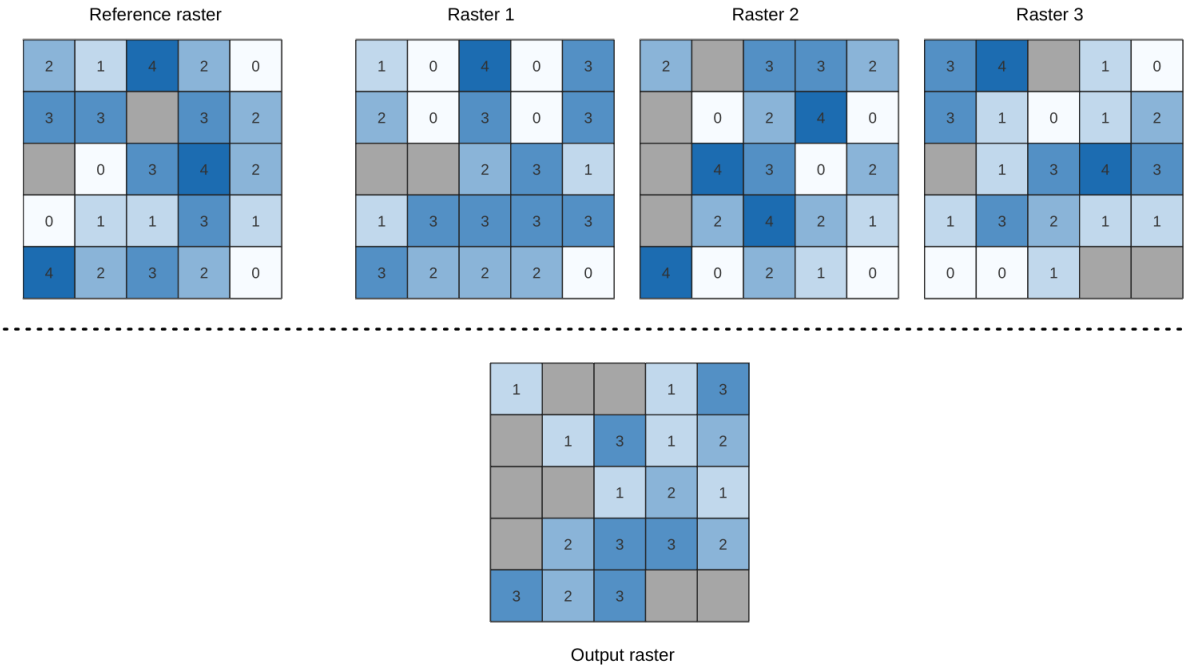 Reference raster Raster 1 Raster 2 Raster 3
2 1 4 2 0 1 0 4 0 3 2 3 3 2 3 4 1 0
3 3 3 2 2 0 3 0 3 0 2 4 0 3 1 0 1 2
0 3 4 2 2 3 1 4 3 0 2 1 3 4 3
0 1 1 3 1 1 3 3 3 3 2 4 2 1 1 3 2 1 1
4 2 3 2 0 3 2 2 2 0 4 0 2 1 0 0 0 1
1 1 3
1 3 1 2
1 2 1
2 3 3 2
3 2 3
Output raster